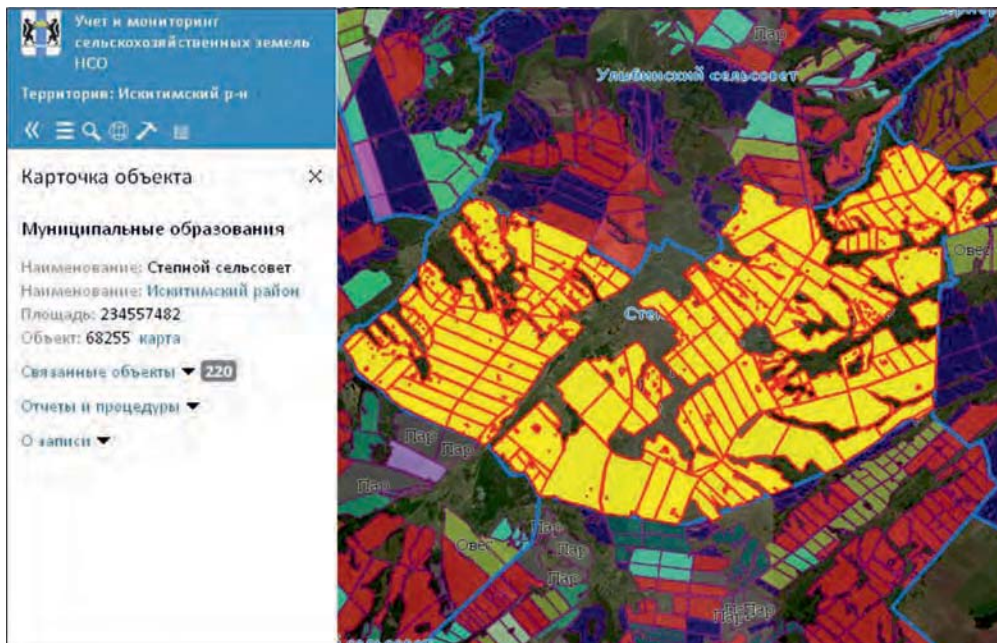 Учет и мониторинг
сельскохозяйственных земель
НСО
Территория: Искитимский р-н
Карточка объекта
Муниципальные образования
Наименование: Степной сельсовет
Наименование: Искитимский район
Площадь: 234557482
Объект: 68255 карта
Связанные объекты 220
Отчеты и процедуры
О записи
Пар
Улыбинский сельсовет
Овес
Пар
Пар
Пар
Пар
Овес
Пар
Пар
Пар